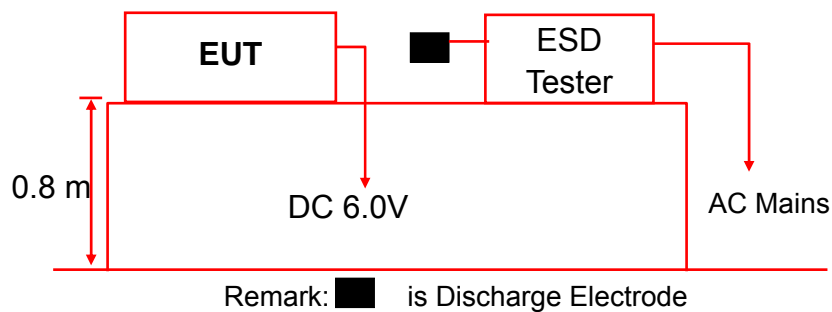 EUT
ESD
Tester
0.8 m
DC 6.0V
AC Mains
Remark: is Discharge Electrode